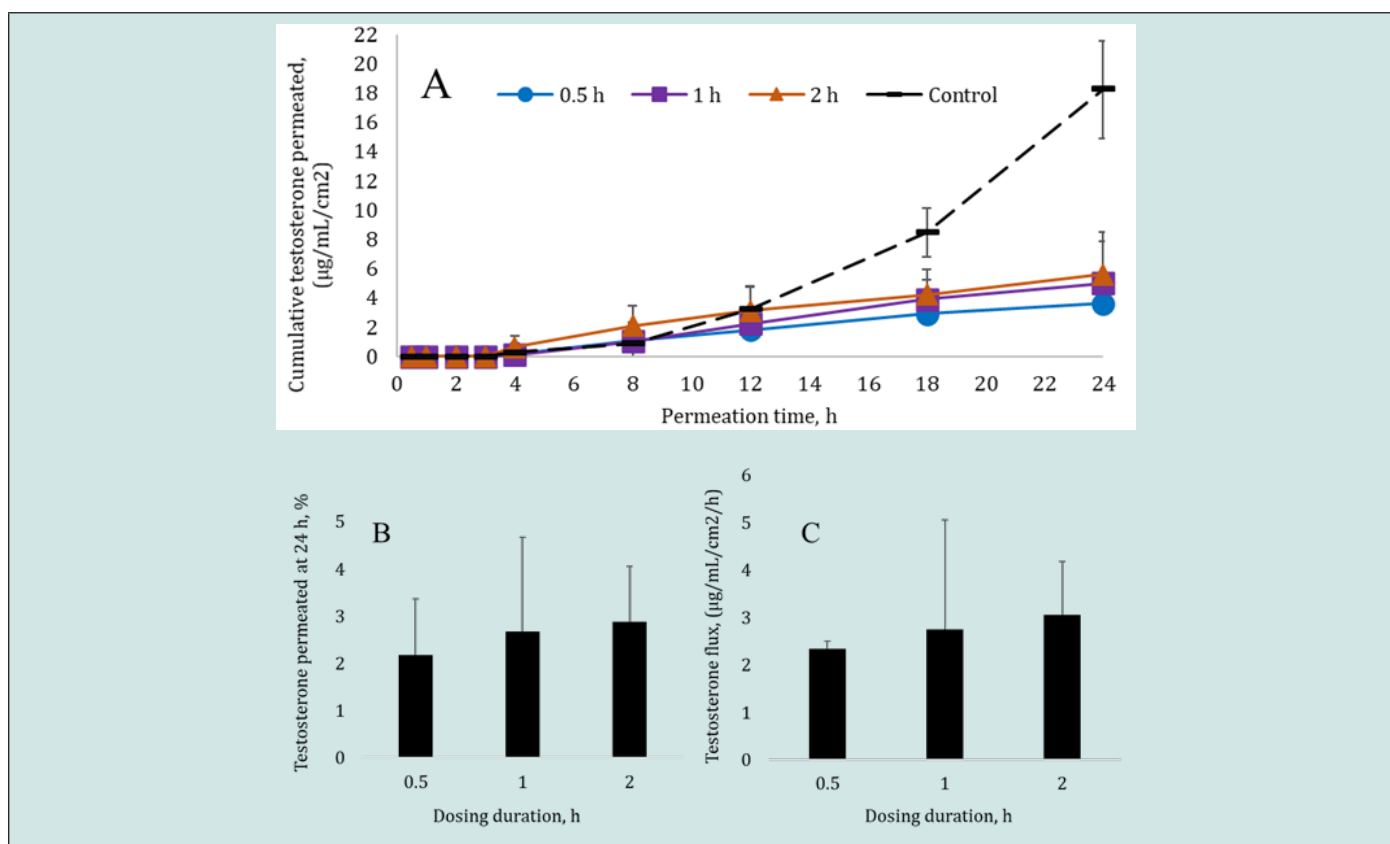 Cumulative testosterone permeated,
(µg/mL/cm2)
22
20
18
16
14
12
10
8
6
4
2
0
A
0.5 h
1 h
2 h
Control
0 2 4 6 8 10 12 14 16 18 20 22 24
Permeation time, h
Testosterone permeated at 24 h, %
5
4
3
2
1
0
B
0.5 1 2
Dosing duration, h
Testosterone flux, (µg/mL/cm2/h)
6
5
4
3
2
1
0
C
0.5 1 2
Dosing duration, h